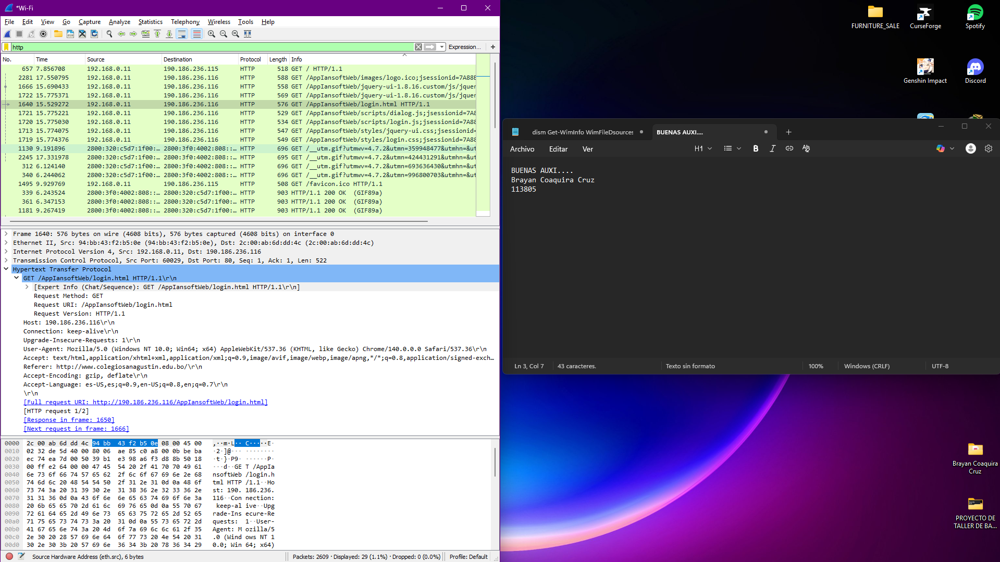 *Wi-Fi
File Edit View Go Capture Analyze Statistics Telephony Wireless Tools Help
http
Expression...
No. Time Source Destination Protocol Length Info
657 7.856708 192.168.0.11 190.186.236.115 HTTP 518 GET / HTTP/1.1
2281 17.550795 192.168.0.11 190.186.236.116 HTTP 588 GET /AppIansoftWeb/images/logo.ico;jsessionid=7A88E
1666 15.690433 192.168.0.11 190.186.236.116 HTTP 558 GET /AppIansoftWeb/jquery-ui-1.8.16.custom/js/jquer
1722 15.775371 192.168.0.11 190.186.236.116 HTTP 569 GET /AppIansoftWeb/jquery-ui-1.8.16.custom/js/jquer
1640 15.529272 192.168.0.11 190.186.236.116 HTTP 576 GET /AppIansoftWeb/login.html HTTP/1.1
1721 15.775221 192.168.0.11 190.186.236.116 HTTP 529 GET /AppIansoftWeb/scripts/dialog.js;jsessionid=7A8
1720 15.775030 192.168.0.11 190.186.236.116 HTTP 534 GET /AppIansoftWeb/scripts/login.js;jsessionid=7A88
1713 15.774075 192.168.0.11 190.186.236.116 HTTP 547 GET /AppIansoftWeb/styles/jquery-ui.css;jsessionid=
1719 15.774376 192.168.0.11 190.186.236.116 HTTP 549 GET /AppIansoftWeb/styles/login.css;jsessionid=7A88
1130 9.191896 2800:320:c5d7:1f00:… 2800:3f0:4002:808::… HTTP 696 GET /__utm.gif?utmwv=4.7.2&utmn=359948477&utmhn=&ut
2245 17.331978 2800:320:c5d7:1f00:… 2800:3f0:4002:808::… HTTP 695 GET /__utm.gif?utmwv=4.7.2&utmn=424431291&utmhn=&ut
312 6.124140 2800:320:c5d7:1f00:… 2800:3f0:4002:808::… HTTP 696 GET /__utm.gif?utmwv=4.7.2&utmn=693636430&utmhn=&ut
340 6.244062 2800:320:c5d7:1f00:… 2800:3f0:4002:808::… HTTP 696 GET /__utm.gif?utmwv=4.7.2&utmn=996800703&utmhn=&ut
1495 9.929769 192.168.0.11 190.186.236.115 HTTP 508 GET /favicon.ico HTTP/1.1
339 6.243524 2800:3f0:4002:808::… 2800:320:c5d7:1f00:… HTTP 903 HTTP/1.1 200 OK (GIF89a)
361 6.347153 2800:3f0:4002:808::… 2800:320:c5d7:1f00:… HTTP 903 HTTP/1.1 200 OK (GIF89a)
1181 9.267419 2800:3f0:4002:808::… 2800:320:c5d7:1f00:… HTTP 903 HTTP/1.1 200 OK (GIF89a)
Frame 1640: 576 bytes on wire (4608 bits), 576 bytes captured (4608 bits) on interface 0
Ethernet II, Src: 94:bb:43:f2:b5:0e (94:bb:43:f2:b5:0e), Dst: 2c:00:ab:6d:dd:4c (2c:00:ab:6d:dd:4c)
Internet Protocol Version 4, Src: 192.168.0.11, Dst: 190.186.236.116
Transmission Control Protocol, Src Port: 60029, Dst Port: 80, Seq: 1, Ack: 1, Len: 522
Hypertext Transfer Protocol
GET /AppIansoftWeb/login.html HTTP/1.1\r\n
[Expert Info (Chat/Sequence): GET /AppIansoftWeb/login.html HTTP/1.1\r\n]
Request Method: GET
Request URI: /AppIansoftWeb/login.html
Request Version: HTTP/1.1
Host: 190.186.236.116\r\n
Connection: keep-alive\r\n
Upgrade-Insecure-Requests: 1\r\n
User-Agent: Mozilla/5.0 (Windows NT 10.0; Win64; x64) AppleWebKit/537.36 (KHTML, like Gecko) Chrome/140.0.0.0 Safari/537.36\r\n
Accept: text/html,application/xhtml+xml,application/xml;q=0.9,image/avif,image/webp,image/apng,*/*;q=0.8,application/signed-exch…
Referer: http://www.colegiosanagustin.edu.bo/\r\n
Accept-Encoding: gzip, deflate\r\n
Accept-Language: es-US,es;q=0.9,en-US;q=0.8,en;q=0.7\r\n
\r\n
[Full request URI: http://190.186.236.116/AppIansoftWeb/login.html]
[HTTP request 1/2]
[Response in frame: 1650]
[Next request in frame: 1666]
0000 2c 00 ab 6d dd 4c 94 bb 43 f2 b5 0e 08 00 45 00 ,··m·L·· C·····E·
0010 02 32 de 5d 40 00 80 06 ae 85 c0 a8 00 0b be ba ·2·]@··· ········
0020 ec 74 ea 7d 00 50 39 b1 e3 98 a6 f3 d8 8b 50 18 ·t·}·P9· ······P·
0030 00 ff e2 64 00 00 47 45 54 20 2f 41 70 70 49 61 ···d··GE T /AppIa
0040 6e 73 6f 66 74 57 65 62 2f 6c 6f 67 69 6e 2e 68 nsoftWeb /login.h
0050 74 6d 6c 20 48 54 54 50 2f 31 2e 31 0d 0a 48 6f tml HTTP /1.1··Ho
0060 73 74 3a 20 31 39 30 2e 31 38 36 2e 32 33 36 2e st: 190. 186.236.
0070 31 31 36 0d 0a 43 6f 6e 6e 65 63 74 69 6f 6e 3a 116··Con nection:
0080 20 6b 65 65 70 2d 61 6c 69 76 65 0d 0a 55 70 67 keep-al ive··Upg
0090 72 61 64 65 2d 49 6e 73 65 63 75 72 65 2d 52 65 rade-Ins ecure-Re
00a0 71 75 65 73 74 73 3a 20 31 0d 0a 55 73 65 72 2d quests: 1··User-
00b0 41 67 65 6e 74 3a 20 4d 6f 7a 69 6c 6c 61 2f 35 Agent: M ozilla/5
00c0 2e 30 20 28 57 69 6e 64 6f 77 73 20 4e 54 20 31 .0 (Wind ows NT 1
00d0 30 2e 30 3b 20 57 69 6e 36 34 3b 20 78 36 34 29 0.0; Win 64; x64)
Source Hardware Address (eth.src), 6 bytes
Packets: 2609 · Displayed: 29 (1.1%) · Dropped: 0 (0.0%)
Profile: Default
FURNITURE_SALE
CurseForge
Spotify
Genshin Impact
Discord
dism Get-WimInfo WimFileDsources
BUENAS AUXI....
Archivo Editar Ver
H1
BUENAS AUXI....
Brayan Coaquira Cruz
113805
Ln 3, Col 7
43 caracteres.
Texto sin formato
100%
Windows (CRLF)
UTF-8
Brayan Coaquira
Cruz
PROYECTO DE
TALLER DE BA...